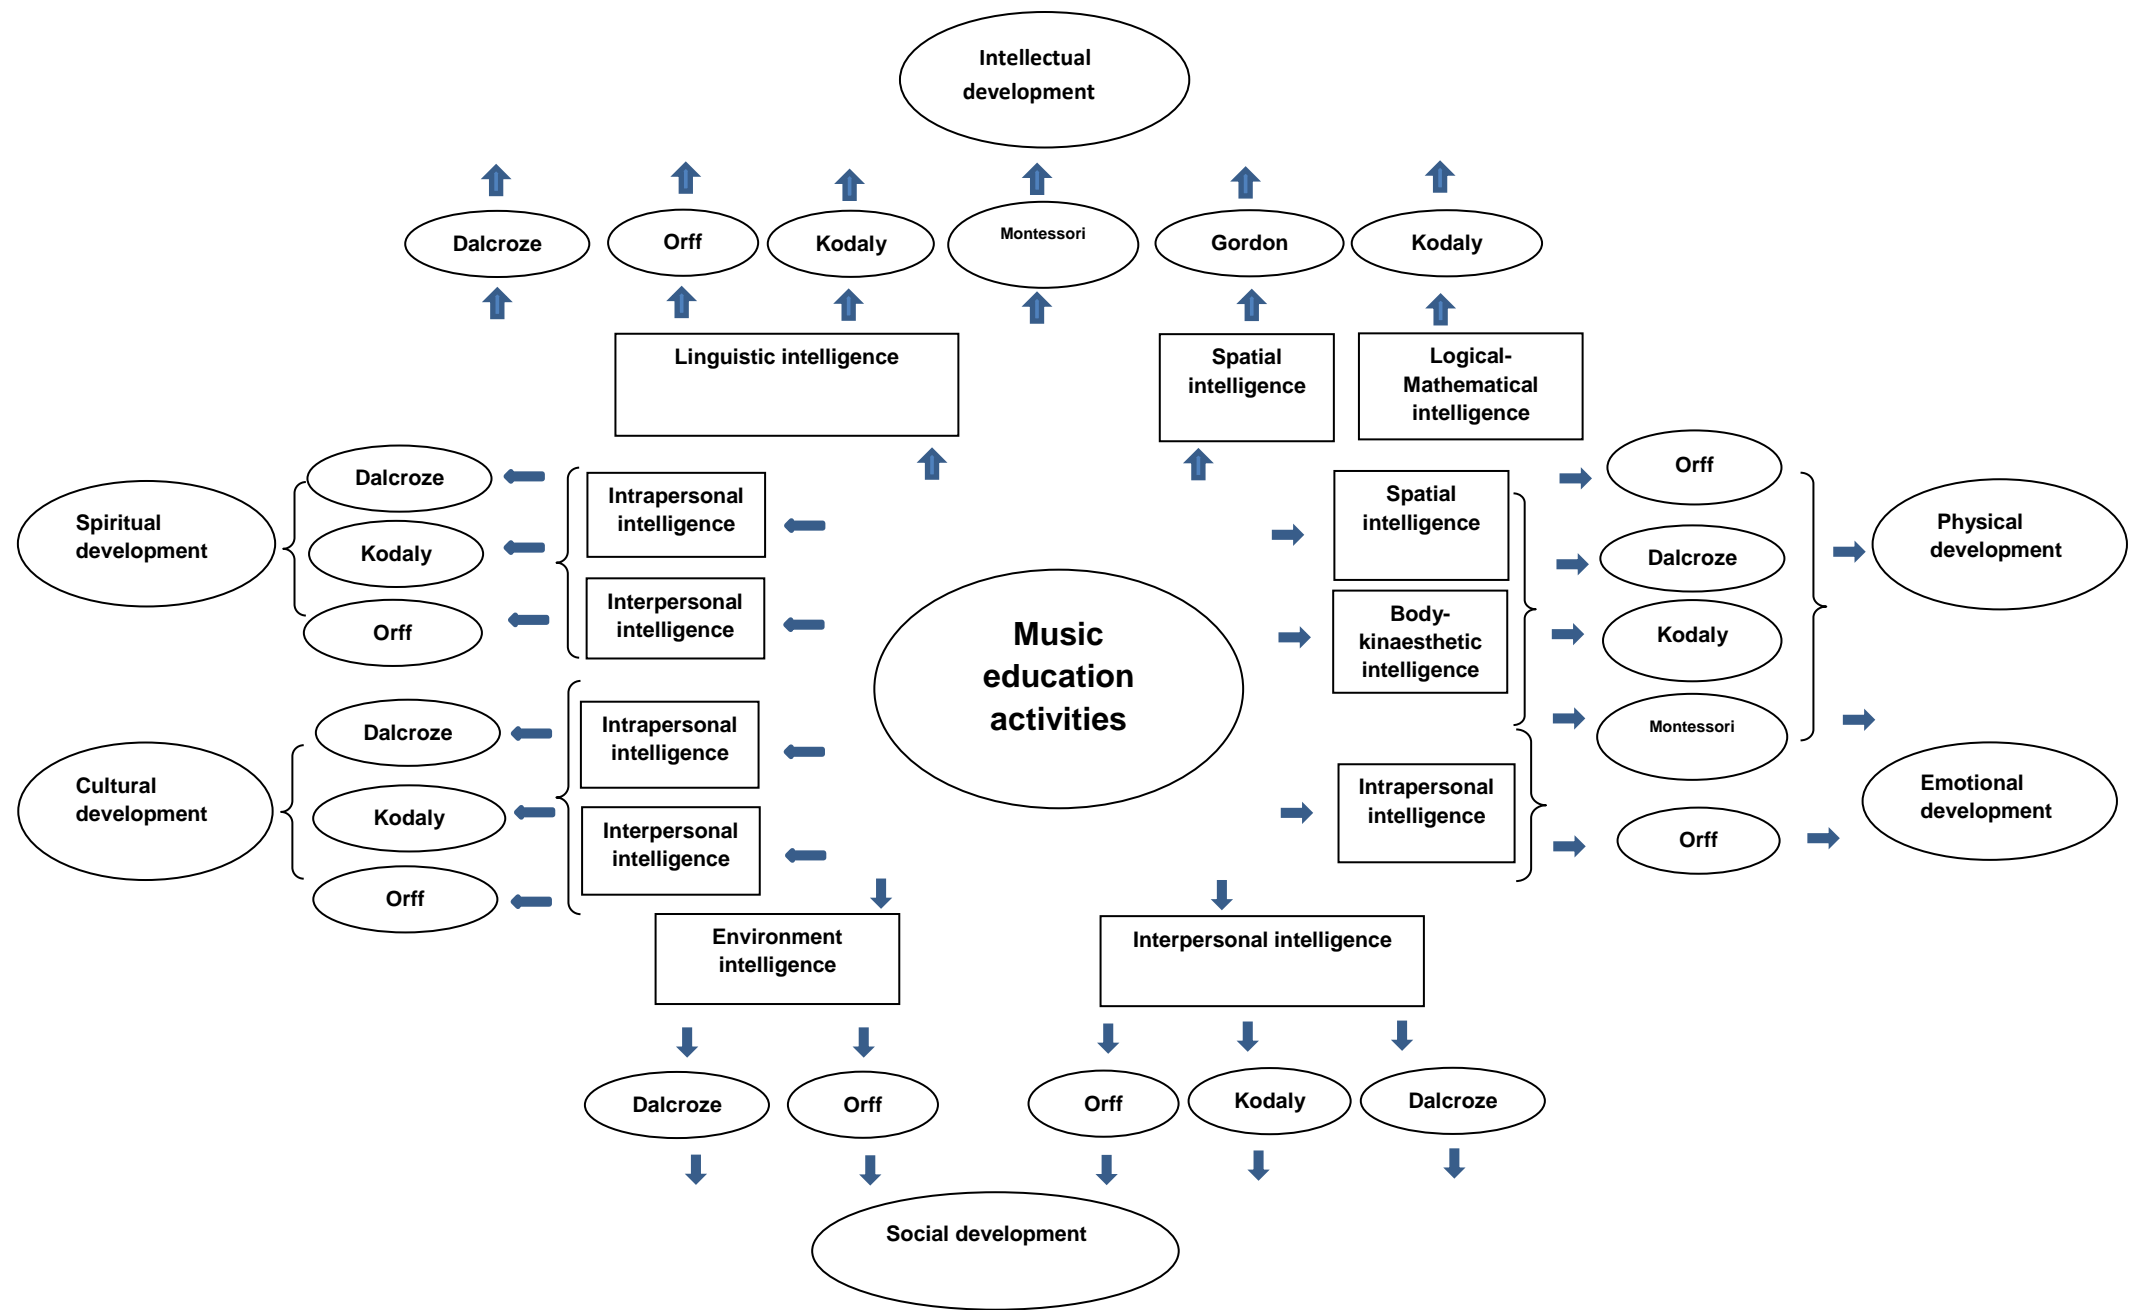 Intellectual
development
Dalcroze
Orff
Kodaly
Montessori
Gordon
Kodaly
Linguistic intelligence
Spatial
intelligence
Logical-
Mathematical
intelligence
Spiritual
development
Dalcroze
Kodaly
Orff
Intrapersonal
intelligence
Interpersonal
intelligence
Cultural
development
Dalcroze
Kodaly
Orff
Intrapersonal
intelligence
Interpersonal
intelligence
Music
education
activities
Spatial
intelligence
Body-
kinaesthetic
intelligence
Intrapersonal
intelligence
Orff
Dalcroze
Kodaly
Montessori
Orff
Physical
development
Emotional
development
Environment
intelligence
Interpersonal intelligence
Dalcroze
Orff
Orff
Kodaly
Dalcroze
Social development